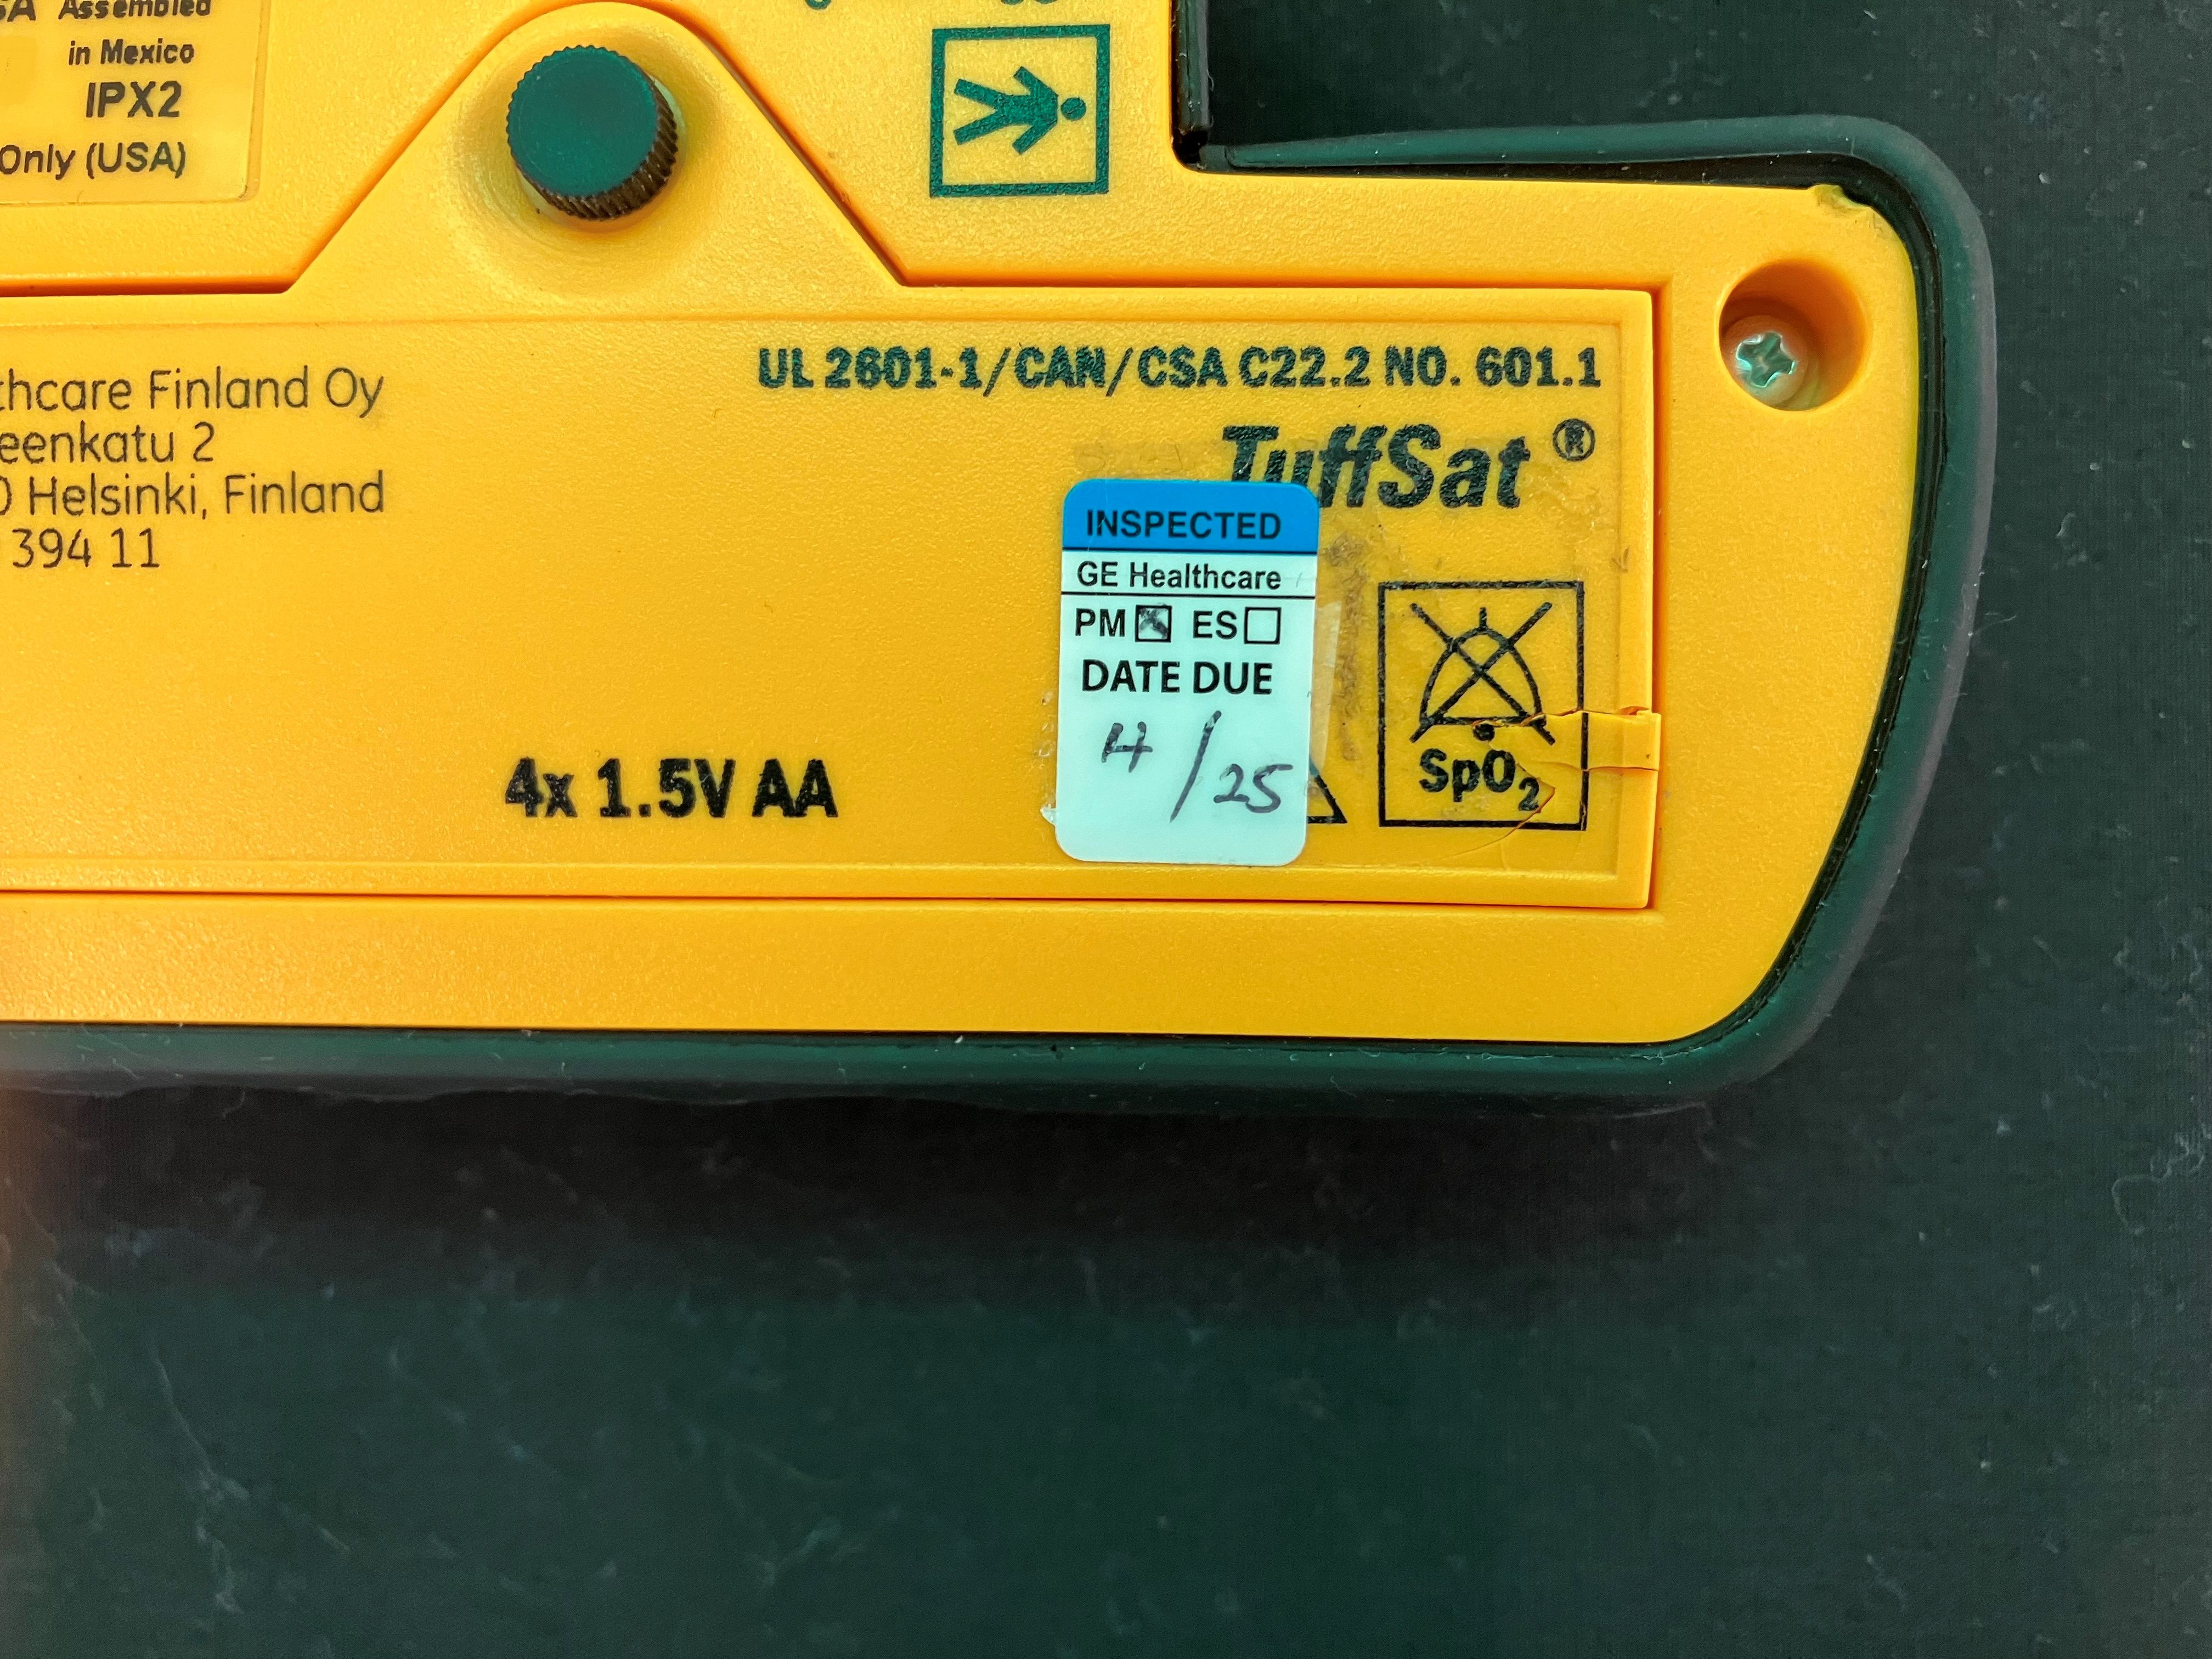 Assembled
in Mexico
IPX2
Only (USA)
thcare Finland Oy
eenkatu 2
Helsinki, Finland
394 11
UL 2601-1/CAN/CSA C22.2 NO. 601.1
TuffSat ®
INSPECTED
GE Healthcare
PM ES
DATE DUE
4/25
4x 1.5V AA
SpO₂